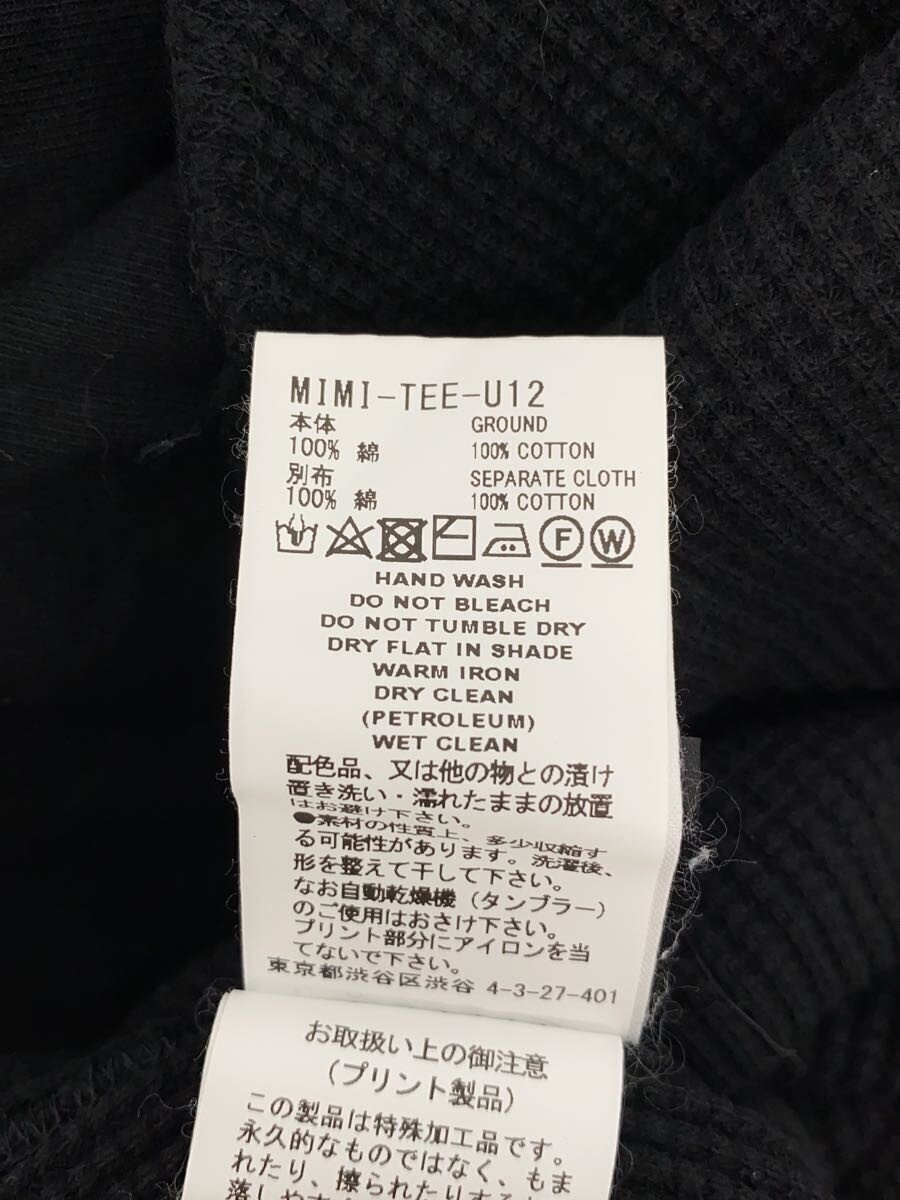 MIMI-TEE-U12
本体 GROUND
100% 綿 100% COTTON
別布 SEPARATE CLOTH
100% 綿 100% COTTON
F W
HAND WASH
DO NOT BLEACH
DO NOT TUMBLE DRY
DRY FLAT IN SHADE
WARM IRON
DRY CLEAN
(PETROLEUM)
WET CLEAN
配色品、又は他の物との漬け
置き洗い・濡れたままの放置
はお避け下さい。
●素材の性質上、多少収縮す
る可能性があります。洗濯後、
形を整えて干して下さい。
なお自動乾燥機（タンブラー）
のご使用はおさけ下さい。
プリント部分にアイロンを当
てないで下さい。
東京都渋谷区渋谷 4-3-27-401
お取扱い上の御注意
（プリント製品）
この製品は特殊加工品です。
永久的なものではなく、もま
れたり、擦られたりすると
落しやす